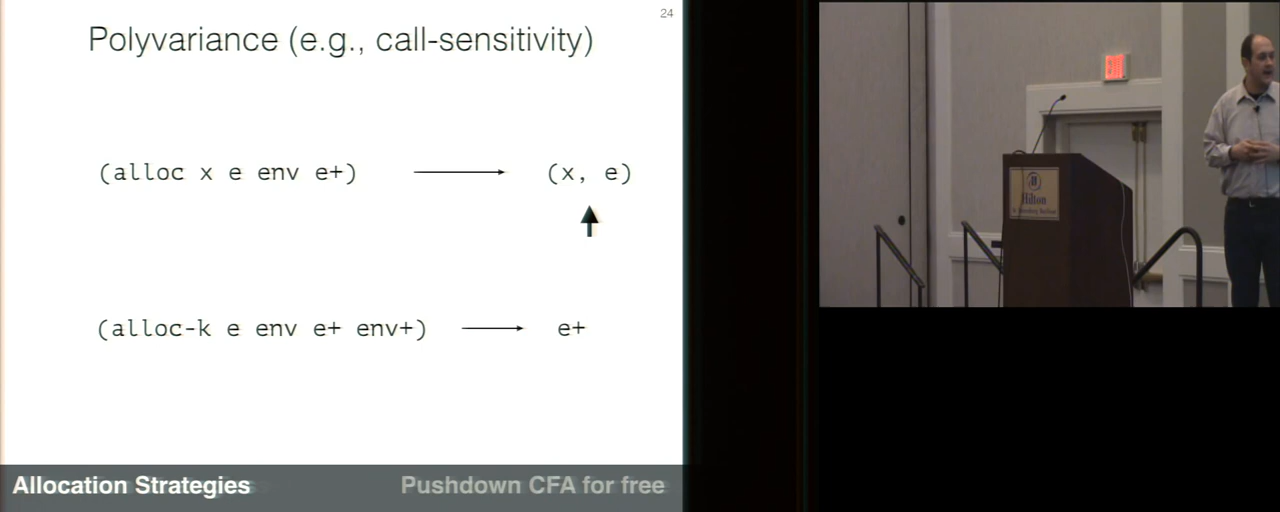 24
Polyvariance (e.g., call-sensitivity)
(alloc x e env e+) (x, e)
(alloc-k e env e+ env+) e+
Allocation Strategies Pushdown CFA for free
Hilton